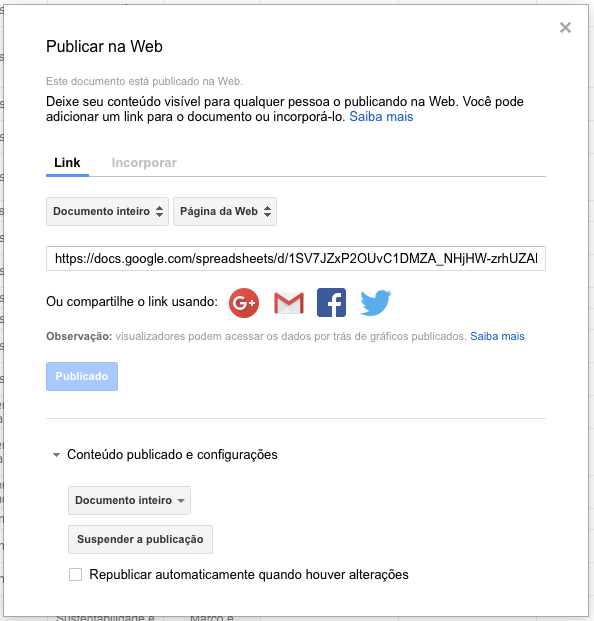 Publicar na Web
Este documento está publicado na Web.
Deixe seu conteúdo visível para qualquer pessoa o publicando na Web. Você pode
adicionar um link para o documento ou incorporá-lo. Saiba mais
Link Incorporar
Documento inteiro Página da Web
https://docs.google.com/spreadsheets/d/1SV7JZxP2OUvC1DMZA_NHjHW-zrhUZAl
Ou compartilhe o link usando: G+
Observação: visualizadores podem acessar os dados por trás de gráficos publicados. Saiba mais
Publicado
Conteúdo publicado e configurações
Documento inteiro
Suspender a publicação
Republicar automaticamente quando houver alterações
Sustentabilidade e Marco e